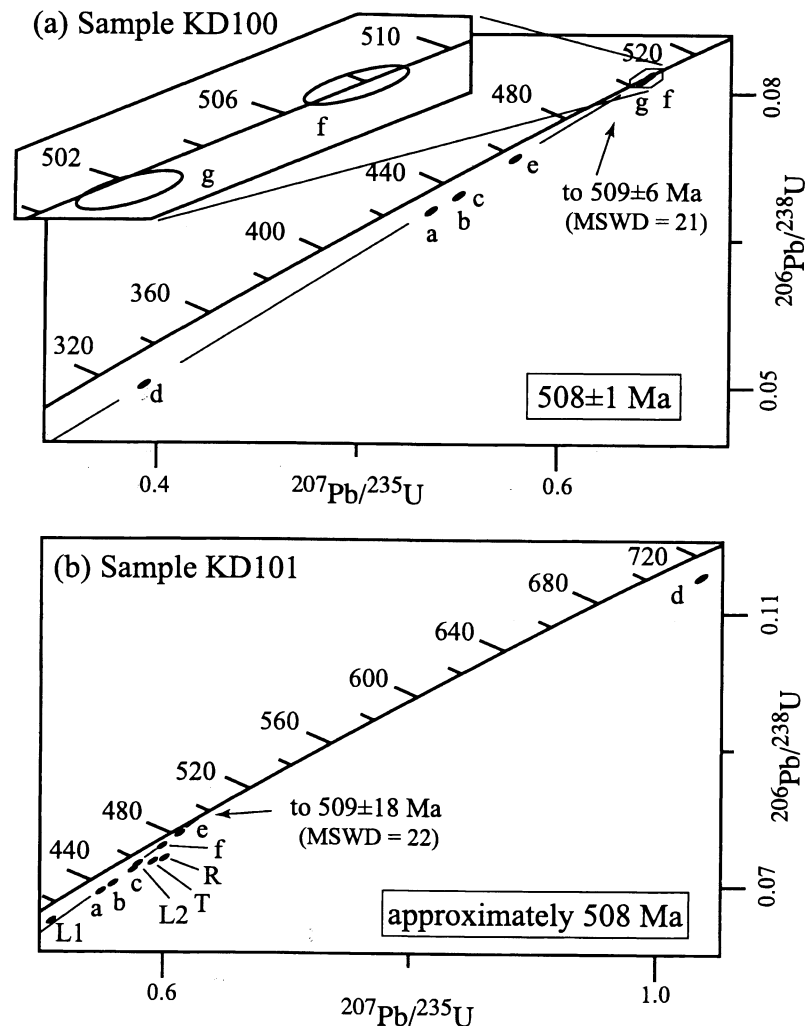 (a) Sample KD100
510
506
f
502
g
520
480
g f
0.08
e
440
c
b
a
to 509±6 Ma
(MSWD = 21)
400
360
320
d
206Pb/238U
0.05
508±1 Ma
0.4
207Pb/235U
0.6
(b) Sample KD101
720
d
680
0.11
640
600
560
520
to 509±18 Ma
(MSWD = 22)
480
e
f
440
R
c
T
a b
L2
L1
206Pb/238U
0.07
approximately 508 Ma
0.6
207Pb/235U
1.0